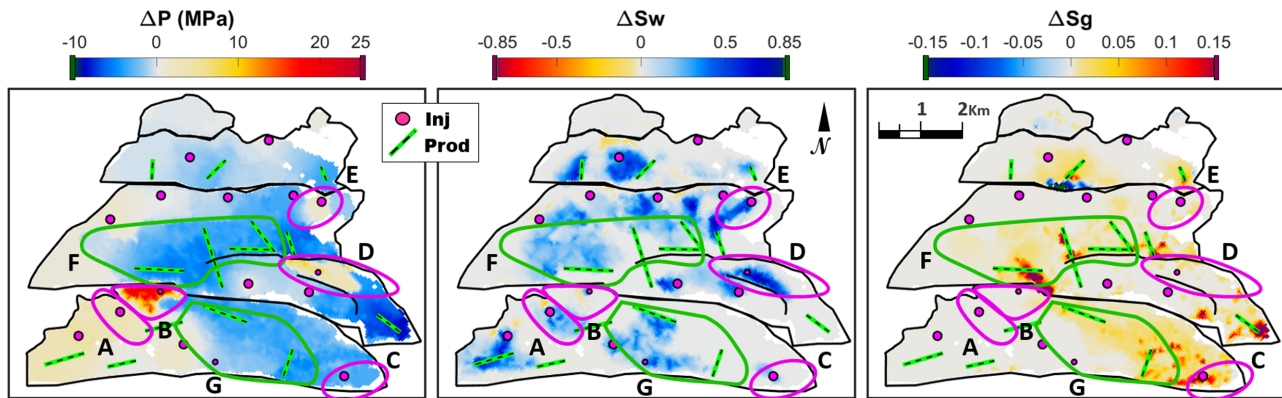 ΔP (MPa)
-10 0 10 20 25
Inj
Prod
E
D
F
A
B
C
G
ΔSw
-0.85 -0.5 0 0.5 0.85
N
E
D
F
A
B
C
G
ΔSg
-0.15 -0.1 -0.05 0 0.05 0.1 0.15
1 2Km
E
D
F
A
B
C
G